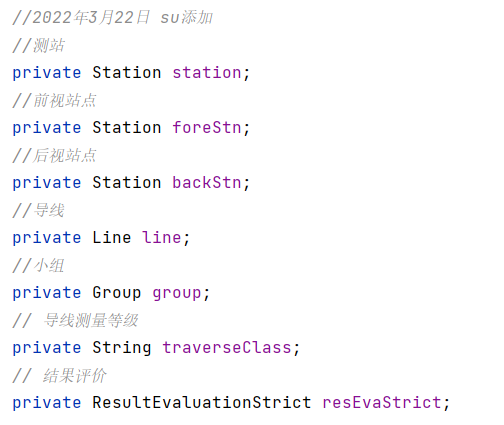 //2022年3月22日 su添加
//测站
private Station station;
//前视站点
private Station foreStn;
//后视站点
private Station backStn;
//导线
private Line line;
//小组
private Group group;
// 导线测量等级
private String traverseClass;
// 结果评价
private ResultEvaluationStrict resEvaStrict;